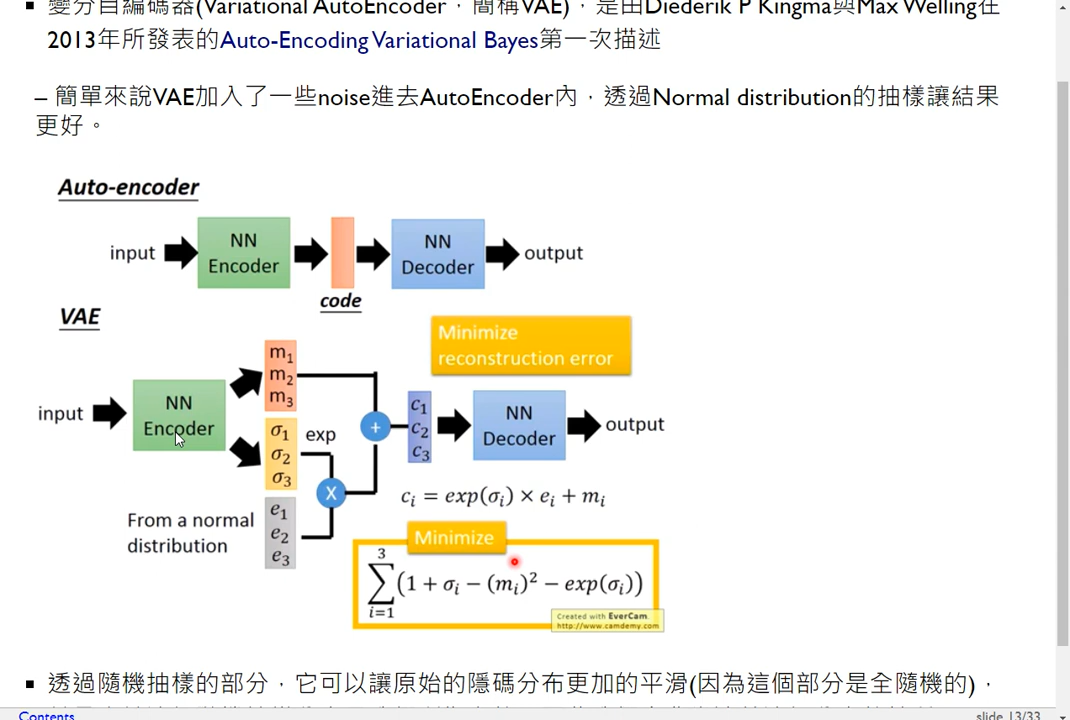 變分自編碼器(Variational AutoEncoder，簡稱VAE)，是由Diederik P Kingma與Max Welling在
2013年所發表的Auto-Encoding Variational Bayes第一次描述
– 簡單來說VAE加入了一些noise進去AutoEncoder內，透過Normal distribution的抽樣讓結果
更好。
Auto-encoder
input
NN
Encoder
NN
Decoder
output
code
VAE
Minimize
reconstruction error
input
NN
Encoder
m1
m2
m3
σ1
σ2
σ3
exp
e1
e2
e3
X
+
c1
c2
c3
NN
Decoder
output
cᵢ = exp(σᵢ) × eᵢ + mᵢ
From a normal
distribution
Minimize
3
∑(1 + σᵢ − (mᵢ)² − exp(σᵢ))
i=1
Created with EverCam.
http://www.camdemy.com
透過隨機抽樣的部分，它可以讓原始的隱碼分布更加的平滑(因為這個部分是全隨機的)，
Contents
slide 13/33